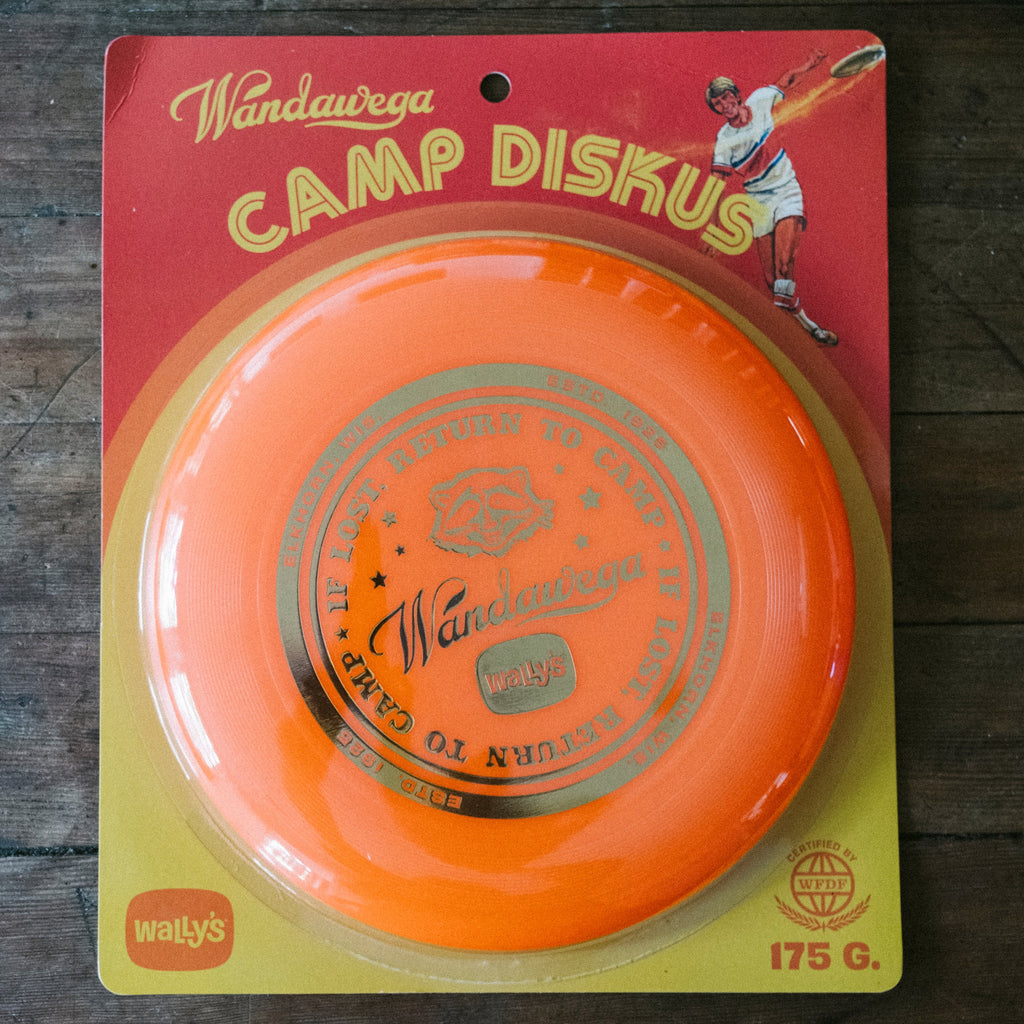 Wandawega
CAMP DISKUS
ESTD. 1925
IF LOST, RETURN TO CAMP
IF LOST, RETURN TO CAMP
Wandawega
Wally's
ESTD. 1925
CERTIFIED BY
WFDF
175 G.
Wally's